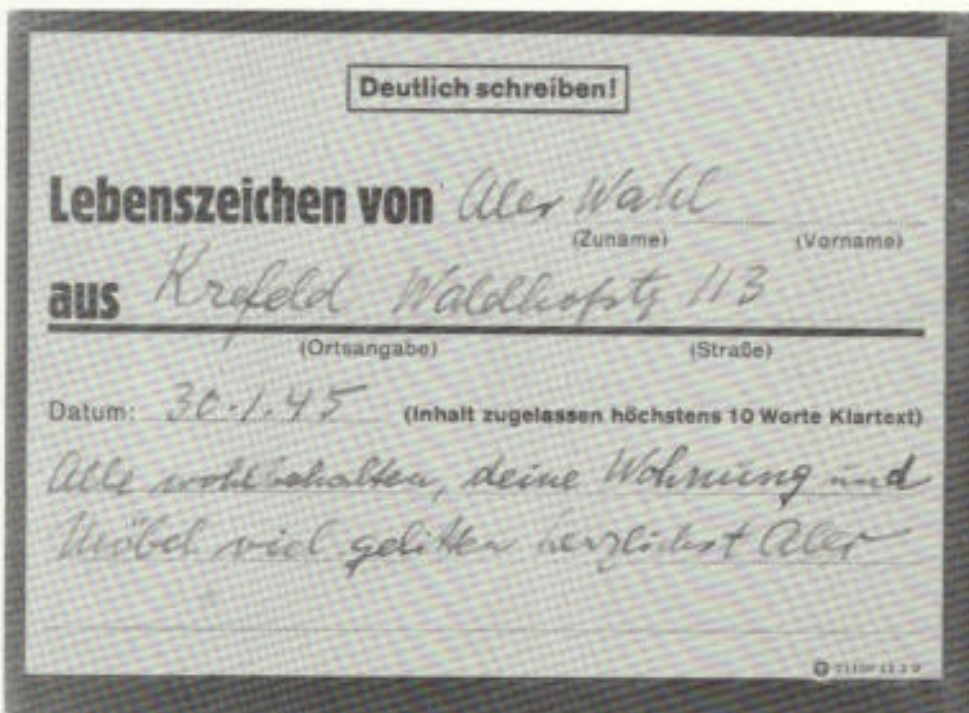 Deutlich schreiben!
Lebenszeichen von Aler Wahl
(Zuname) (Vorname)
aus Krefeld Waldhofstr 113
(Ortsangabe) (Straße)
Datum: 30.1.45 (Inhalt zugelassen höchstens 10 Worte Klartext)
Alle wohlbehalten, deine Wohnung und
Möbel viel gelitten herzlichst Aler